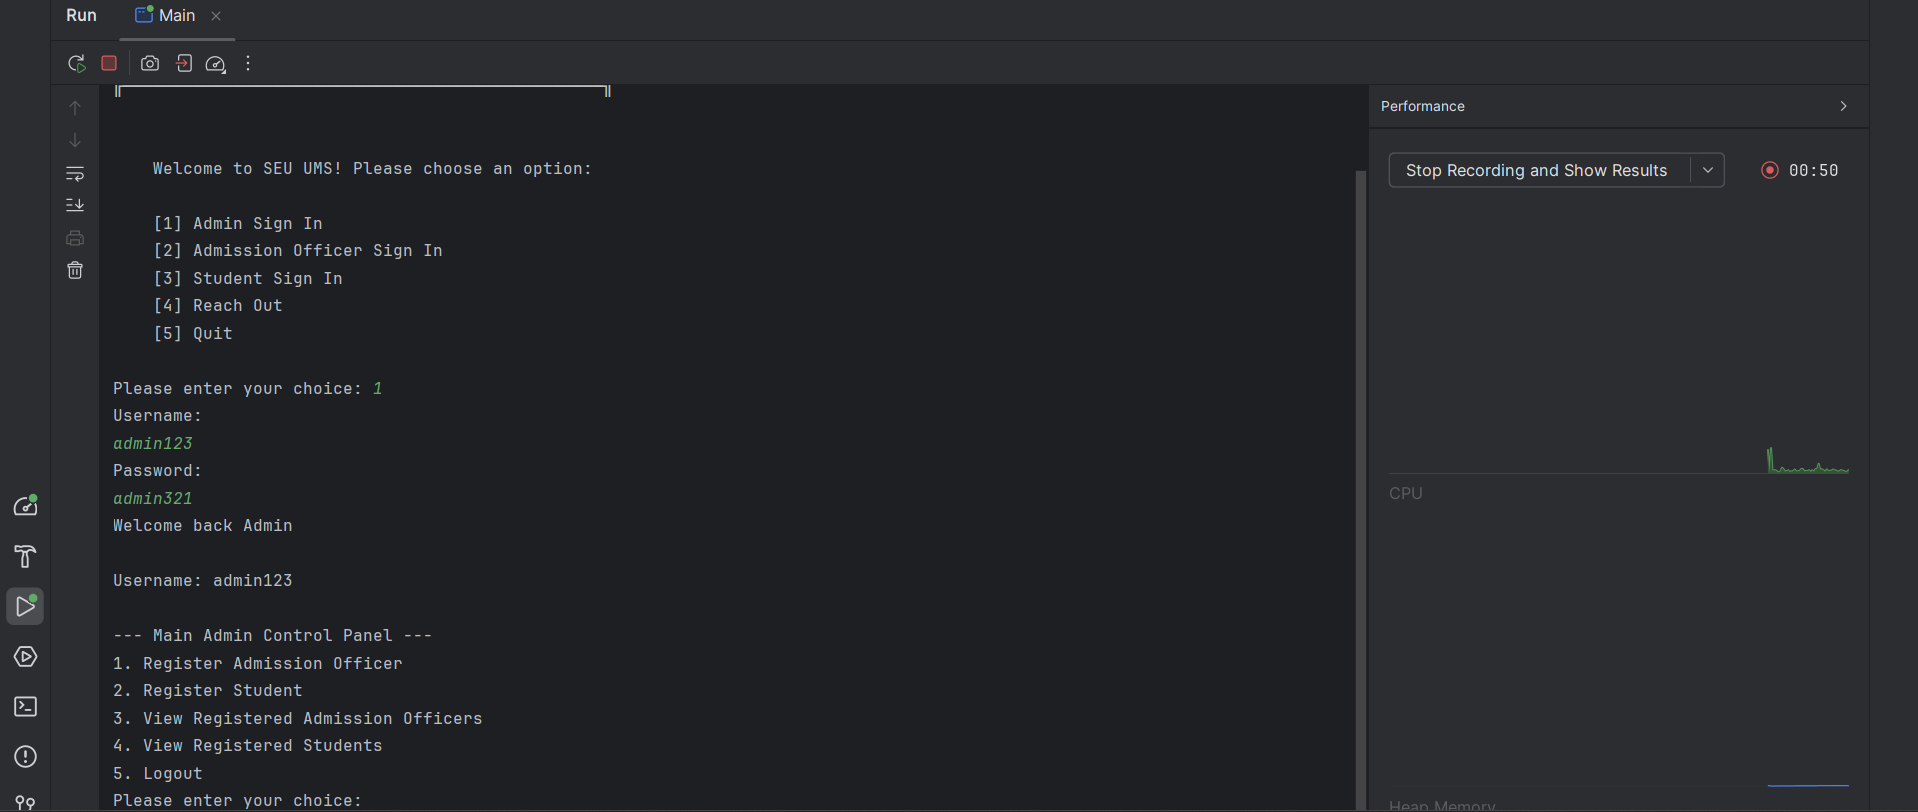 Run
Main
Performance
Stop Recording and Show Results
00:50
Welcome to SEU UMS! Please choose an option:
[1] Admin Sign In
[2] Admission Officer Sign In
[3] Student Sign In
[4] Reach Out
[5] Quit
Please enter your choice: 1
Username:
admin123
Password:
admin321
Welcome back Admin
Username: admin123
--- Main Admin Control Panel ---
1. Register Admission Officer
2. Register Student
3. View Registered Admission Officers
4. View Registered Students
5. Logout
Please enter your choice:
CPU
Heap Memory